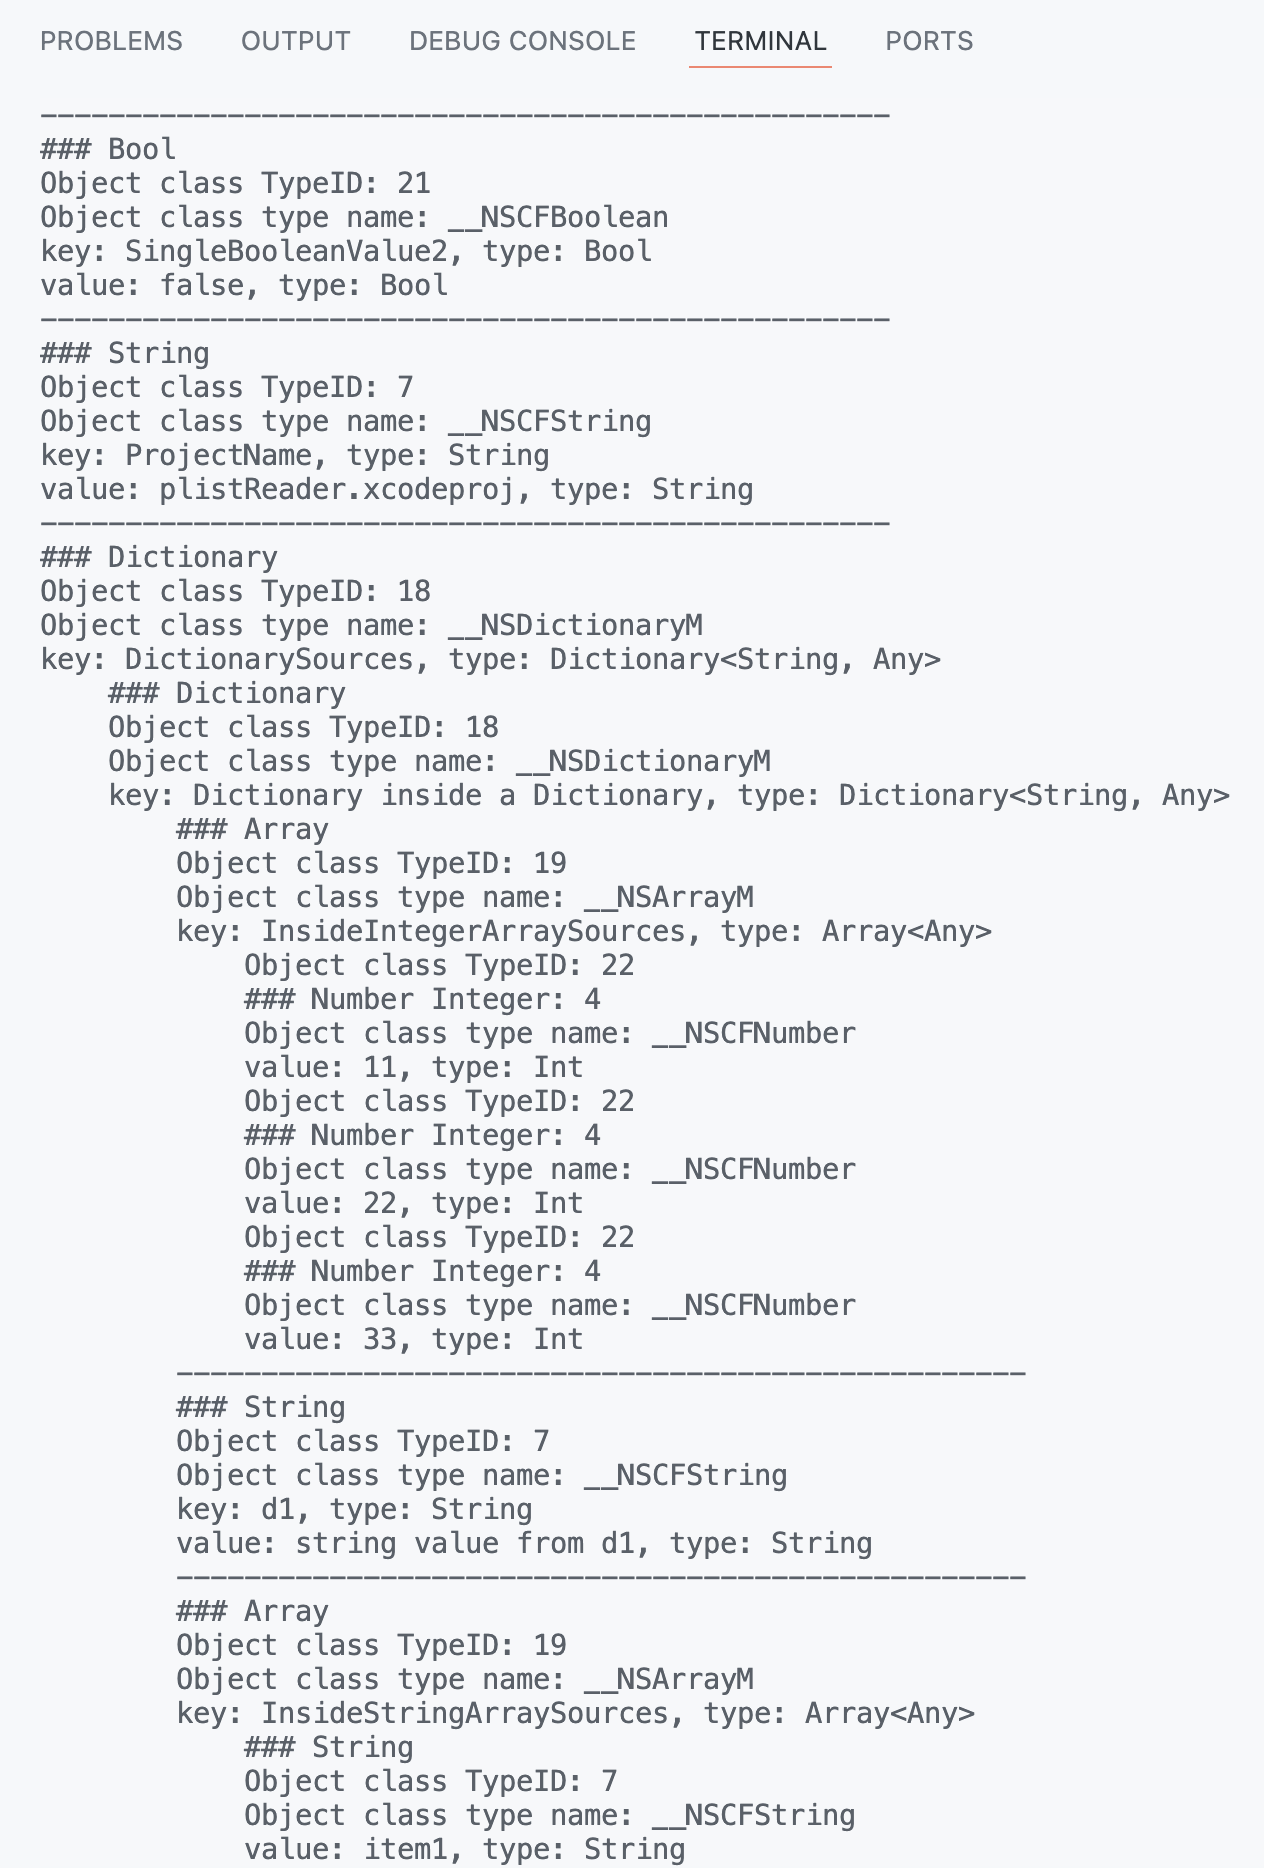 PROBLEMS OUTPUT DEBUG CONSOLE TERMINAL PORTS
--------------------------------------------------
### Bool
Object class TypeID: 21
Object class type name: __NSCFBoolean
key: SingleBooleanValue2, type: Bool
value: false, type: Bool
--------------------------------------------------
### String
Object class TypeID: 7
Object class type name: __NSCFString
key: ProjectName, type: String
value: plistReader.xcodeproj, type: String
--------------------------------------------------
### Dictionary
Object class TypeID: 18
Object class type name: __NSDictionaryM
key: DictionarySources, type: Dictionary<String, Any>
    ### Dictionary
    Object class TypeID: 18
    Object class type name: __NSDictionaryM
    key: Dictionary inside a Dictionary, type: Dictionary<String, Any>
        ### Array
        Object class TypeID: 19
        Object class type name: __NSArrayM
        key: InsideIntegerArraySources, type: Array<Any>
            Object class TypeID: 22
            ### Number Integer: 4
            Object class type name: __NSCFNumber
            value: 11, type: Int
            Object class TypeID: 22
            ### Number Integer: 4
            Object class type name: __NSCFNumber
            value: 22, type: Int
            Object class TypeID: 22
            ### Number Integer: 4
            Object class type name: __NSCFNumber
            value: 33, type: Int
        --------------------------------------------------
        ### String
        Object class TypeID: 7
        Object class type name: __NSCFString
        key: d1, type: String
        value: string value from d1, type: String
        --------------------------------------------------
        ### Array
        Object class TypeID: 19
        Object class type name: __NSArrayM
        key: InsideStringArraySources, type: Array<Any>
            ### String
            Object class TypeID: 7
            Object class type name: __NSCFString
            value: item1, type: String